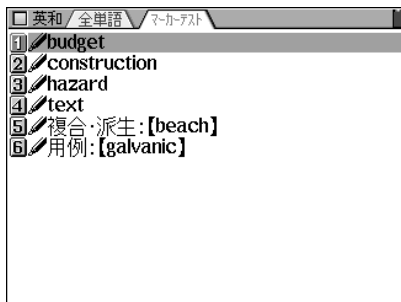 英和 全単語 マーカーテスト
1 budget
2 construction
3 hazard
4 text
5 複合・派生:【beach】
6 用例:【galvanic】